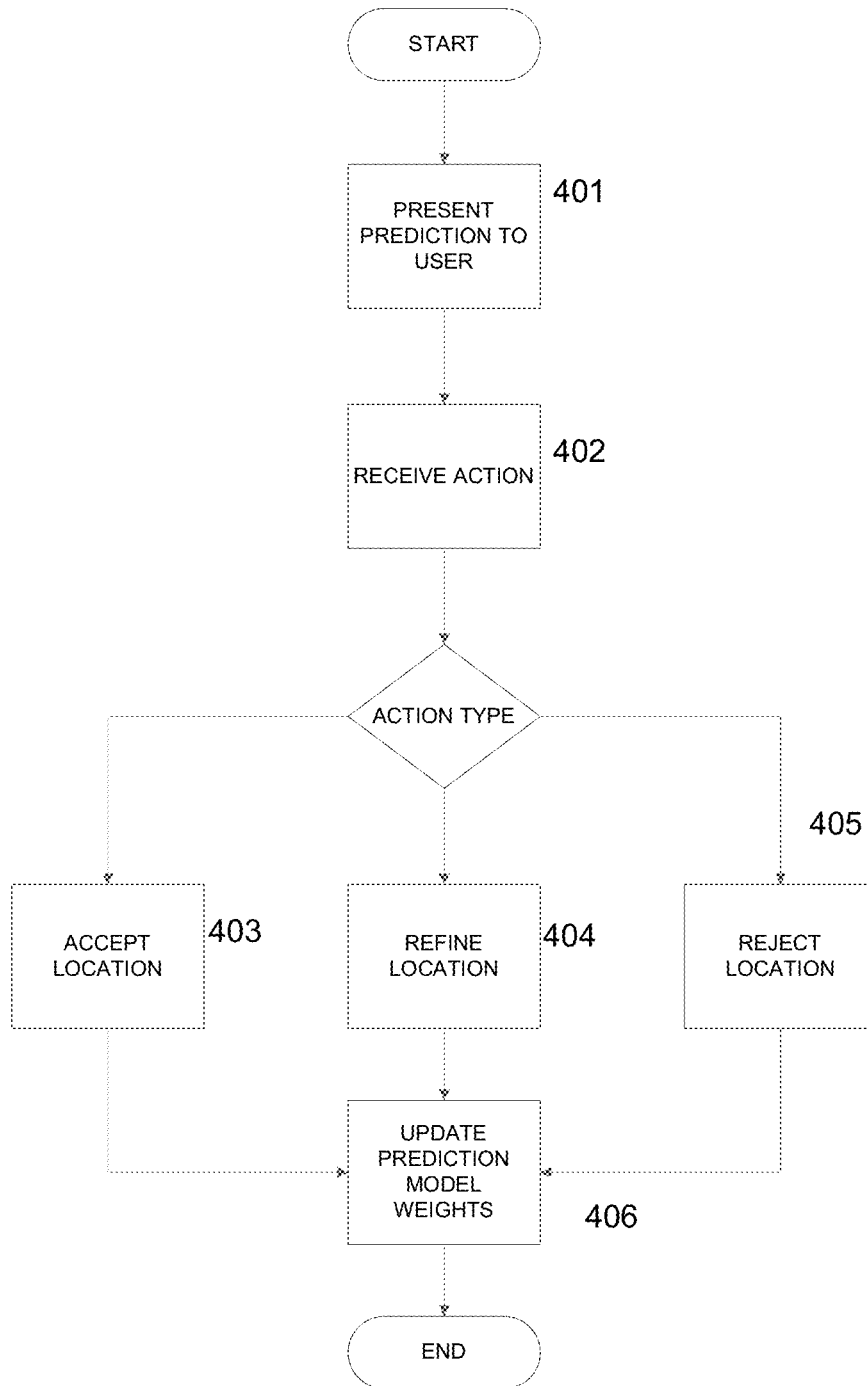 START
401
PRESENT
PREDICTION TO
USER
402
RECEIVE ACTION
ACTION TYPE
405
403
ACCEPT
LOCATION
404
REFINE
LOCATION
REJECT
LOCATION
UPDATE
PREDICTION
MODEL
WEIGHTS
406
END